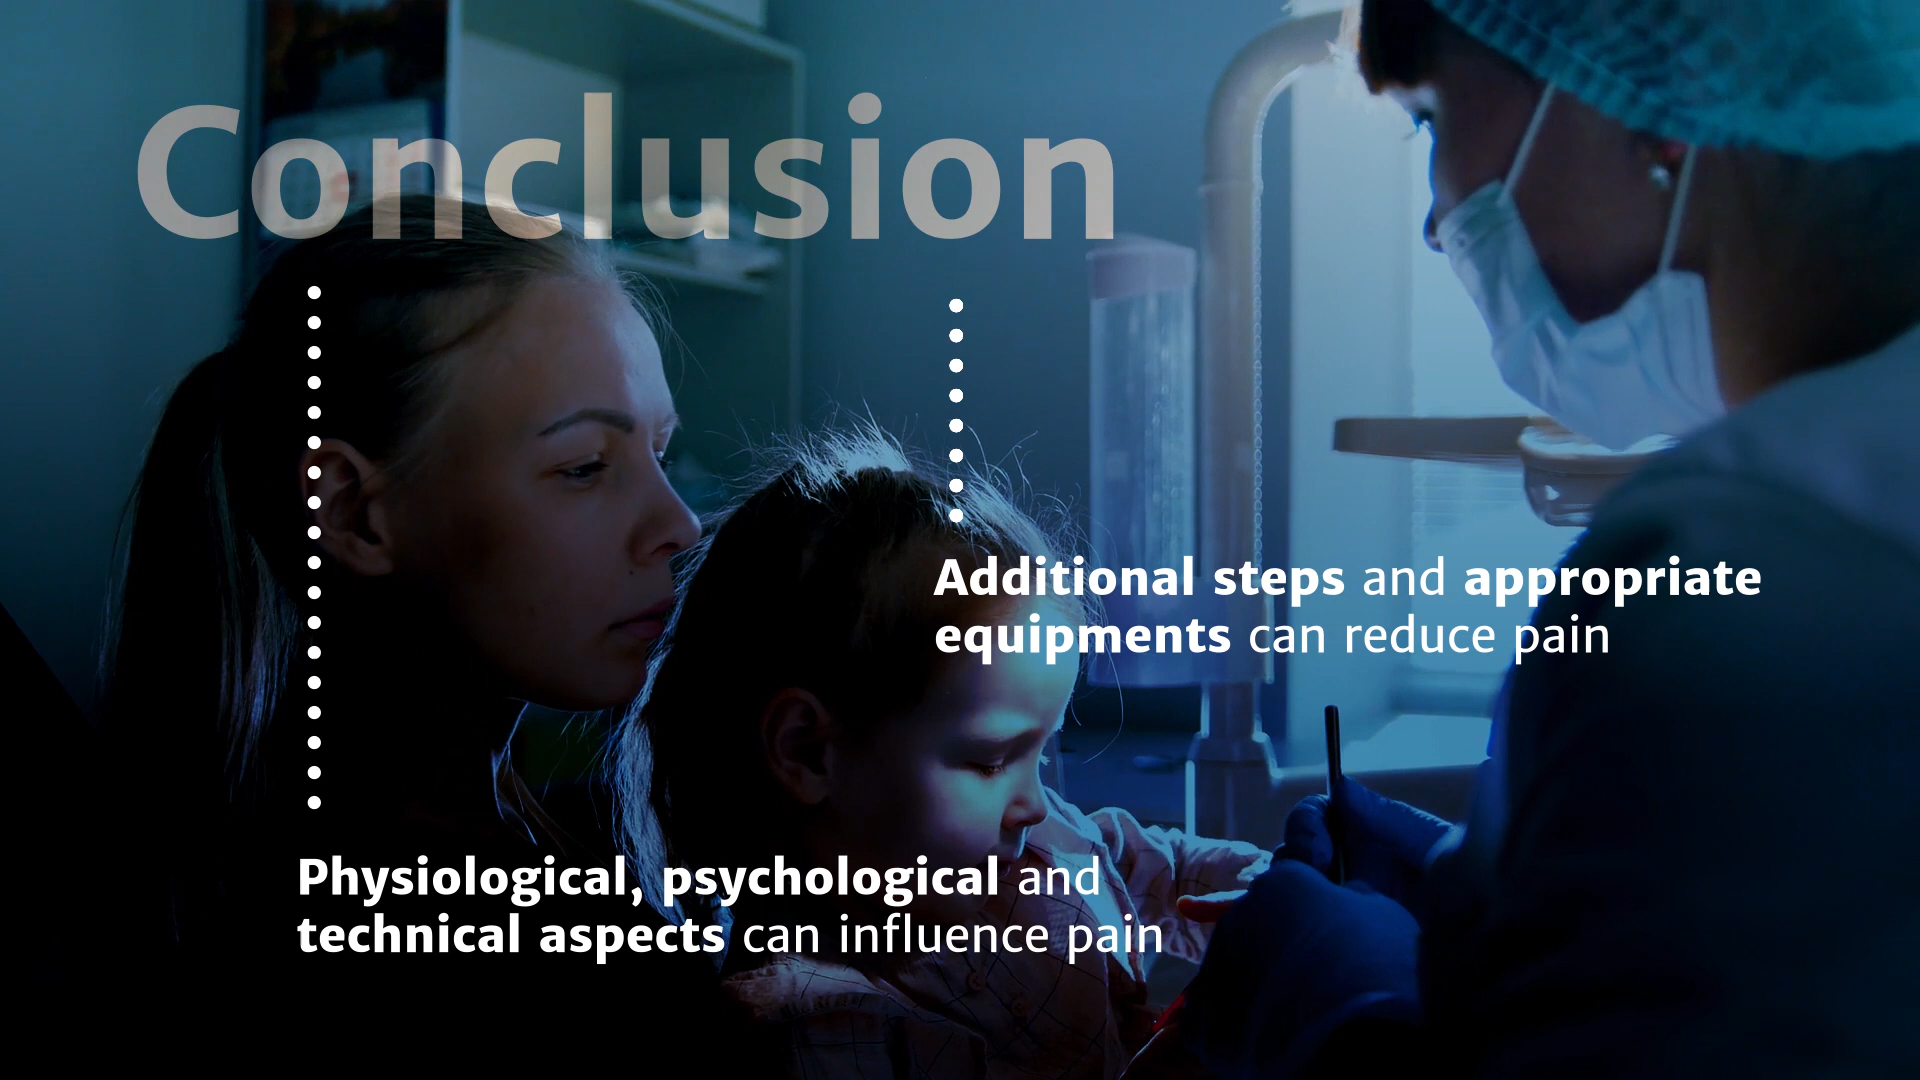 Conclusion
Additional steps and appropriate
equipments can reduce pain
Physiological, psychological and
technical aspects can influence pain